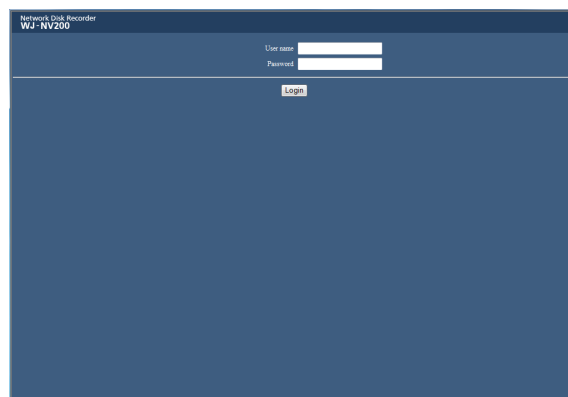 Network Disk Recorder
WJ-NV200
User name
Password
Login